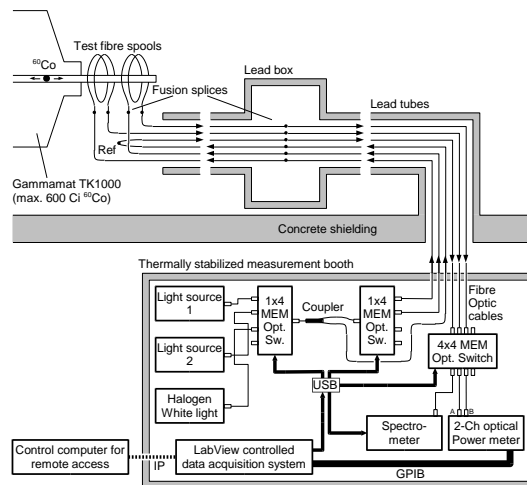 Test fibre spools
60Co
Fusion splices
Lead box
Lead tubes
Ref
Gammamat TK1000
(max. 600 Ci 60Co)
Concrete shielding
Thermally stabilized measurement booth
Light source
1
1x4
MEM
Opt.
Sw.
Coupler
1x4
MEM
Opt.
Sw.
Fibre
Optic
cables
Light source
2
4x4 MEM
Opt. Switch
USB
A
B
Halogen
White light
Spectro-
meter
2-Ch optical
Power meter
Control computer for
remote access
IP
LabView controlled
data acquisition system
GPIB